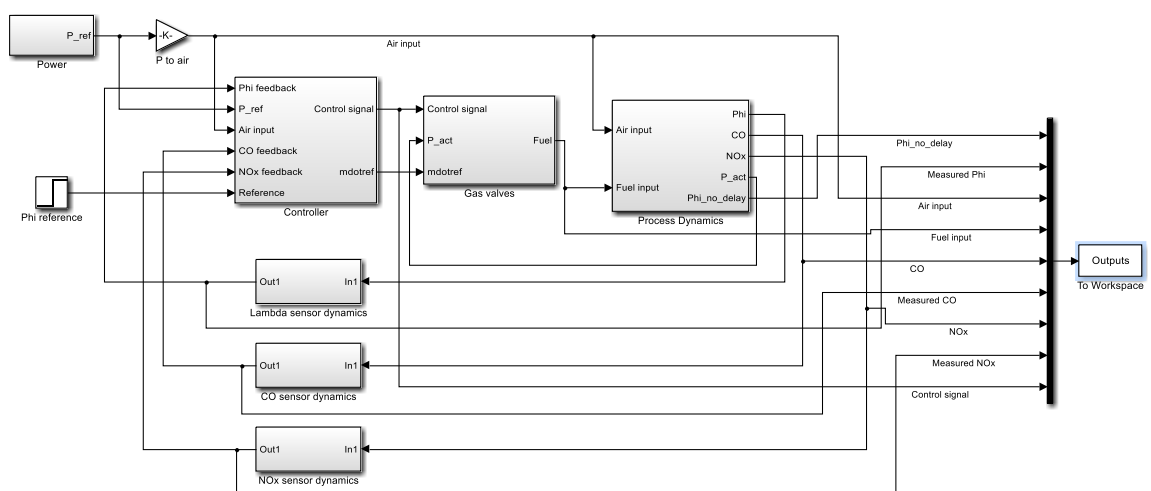 P_ref
Power
-K-
P to air
Air input
Phi feedback
P_ref
Air input
CO feedback
NOx feedback
Reference
Control signal
mdotref
Controller
Phi reference
Control signal
P_act
mdotref
Fuel
Gas valves
Air input
Fuel input
Phi
CO
NOx
P_act
Phi_no_delay
Process Dynamics
Out1
In1
Lambda sensor dynamics
Out1
In1
CO sensor dynamics
Out1
In1
NOx sensor dynamics
Phi_no_delay
Measured Phi
Air input
Fuel input
CO
Measured CO
NOx
Measured NOx
Control signal
Outputs
To Workspace